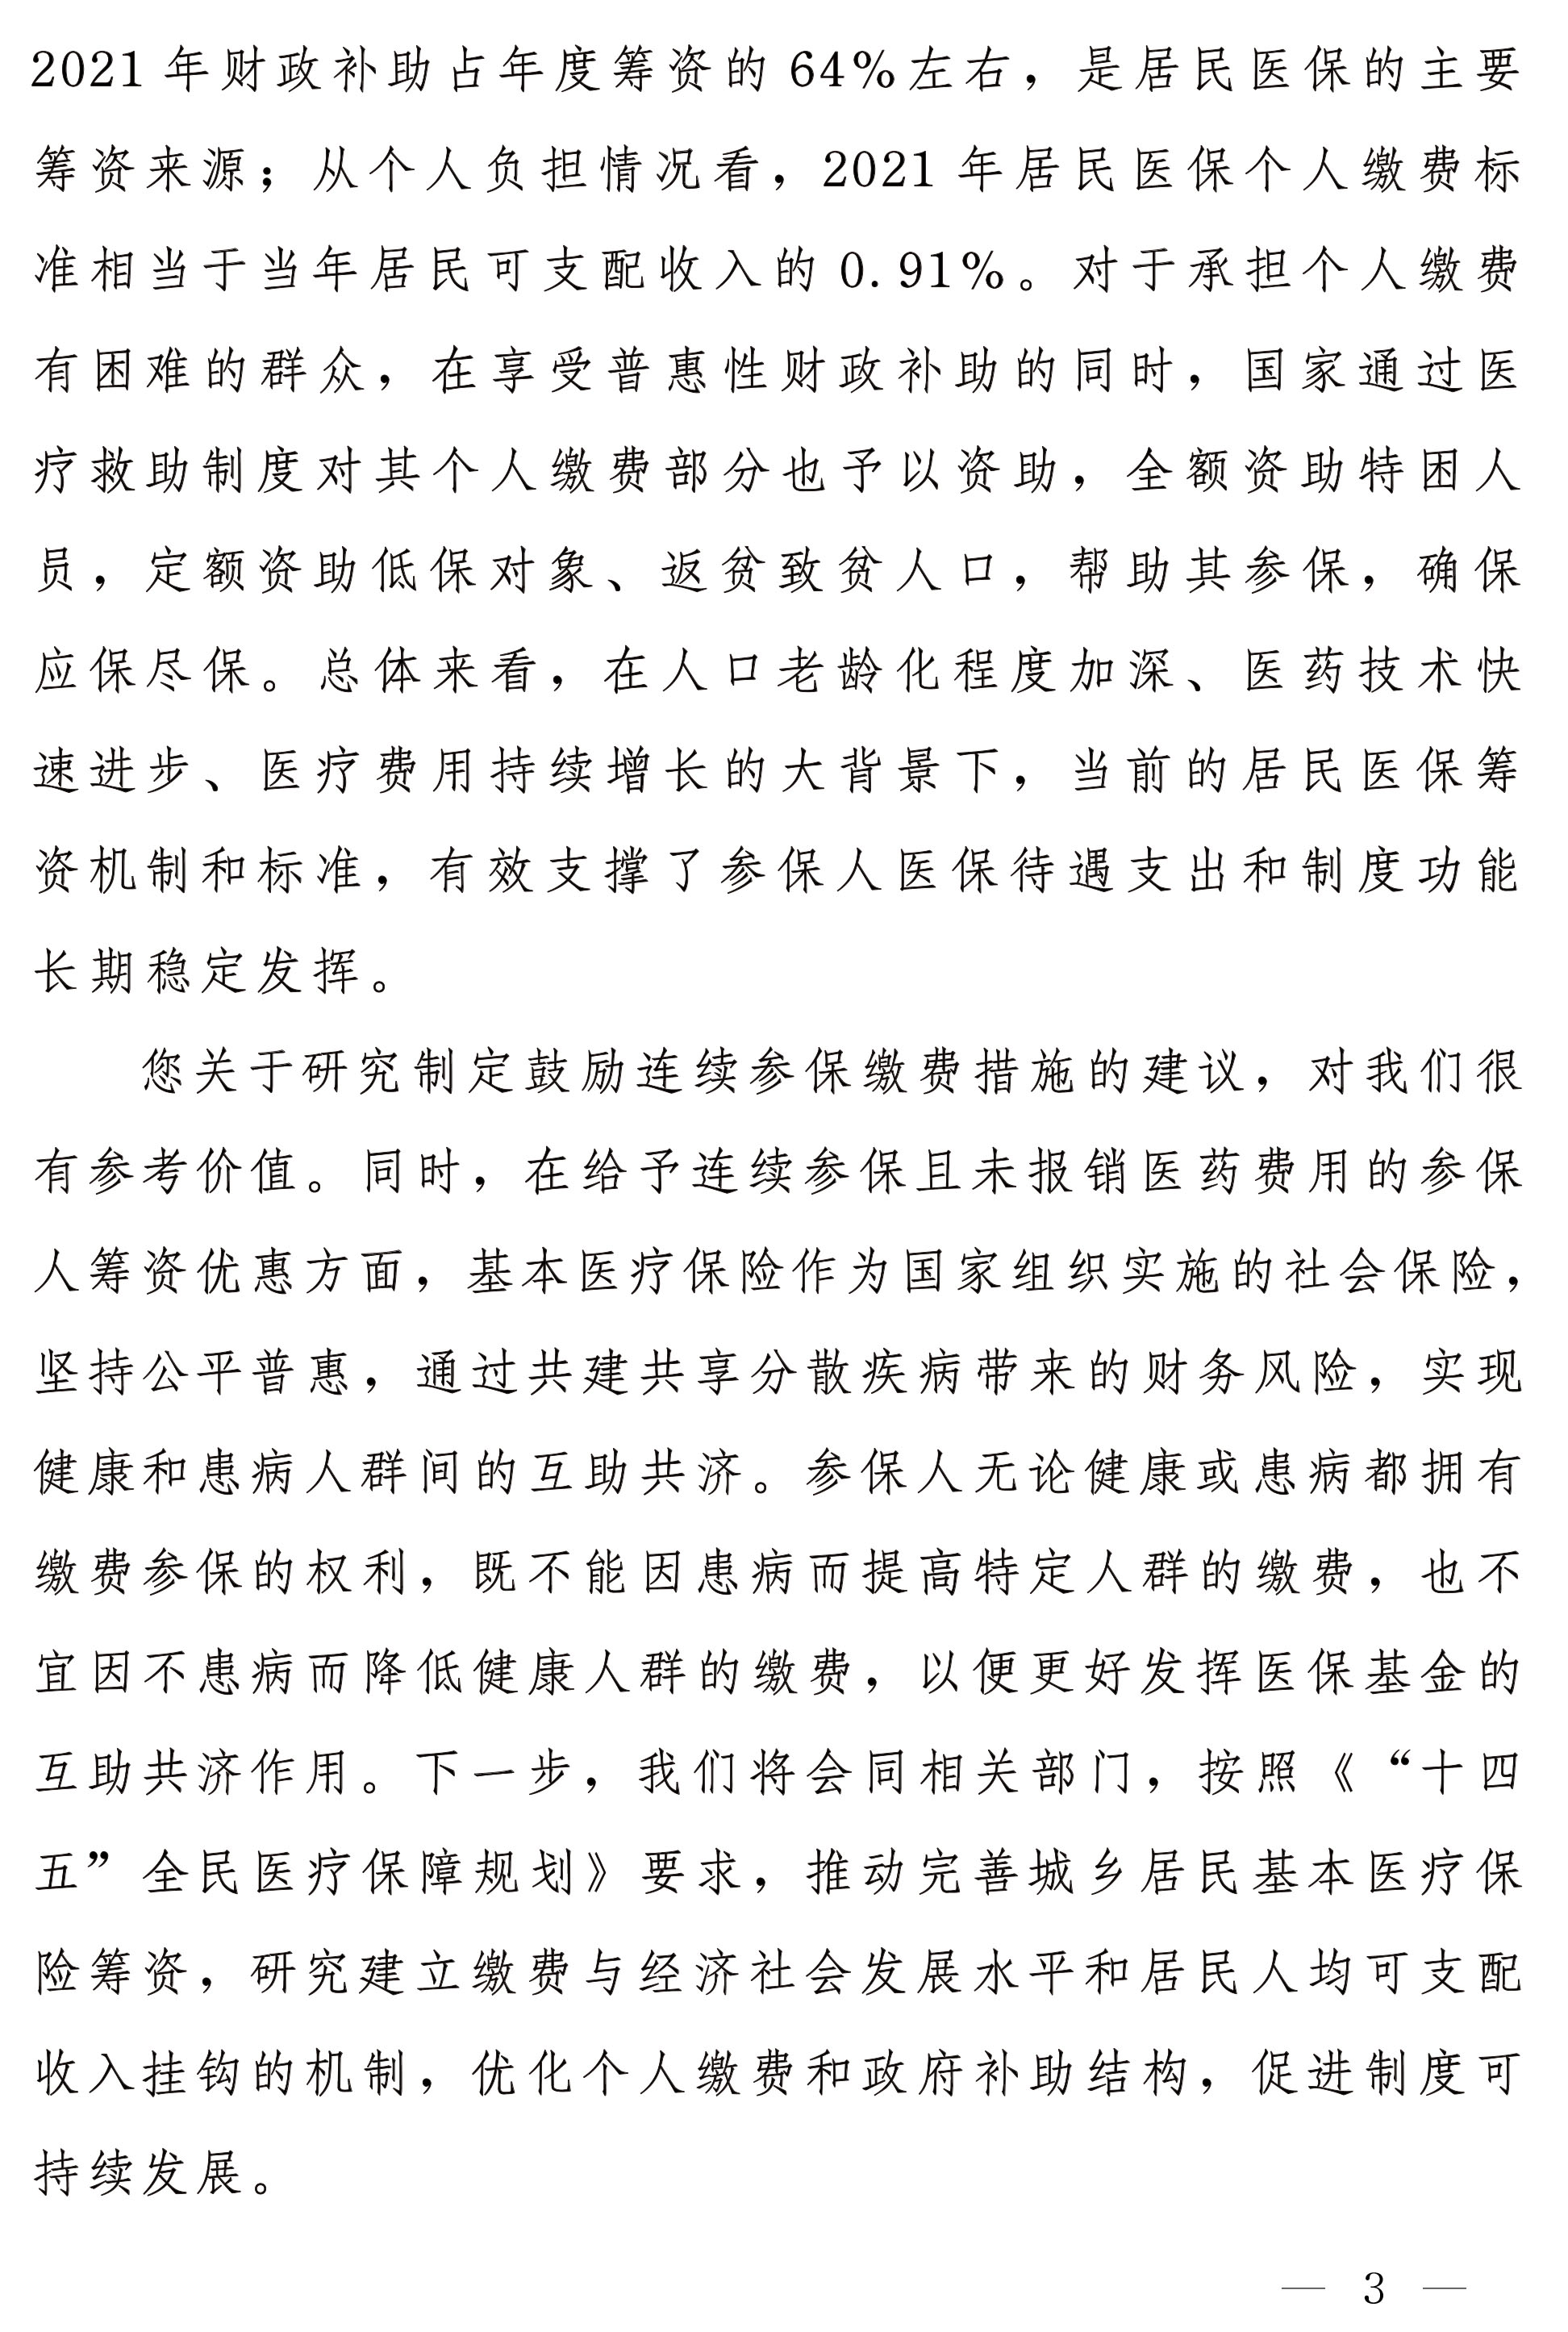 2021年财政补助占年度筹资的64%左右，是居民医保的主要
筹资来源；从个人负担情况看，2021年居民医保个人缴费标
准相当于当年居民可支配收入的0.91%。对于承担个人缴费
有困难的群众，在享受普惠性财政补助的同时，国家通过医
疗救助制度对其个人缴费部分也予以资助，全额资助特困人
员，定额资助低保对象、返贫致贫人口，帮助其参保，确保
应保尽保。总体来看，在人口老龄化程度加深、医药技术快
速进步、医疗费用持续增长的大背景下，当前的居民医保筹
资机制和标准，有效支撑了参保人医保待遇支出和制度功能
长期稳定发挥。
您关于研究制定鼓励连续参保缴费措施的建议，对我们很
有参考价值。同时，在给予连续参保且未报销医药费用的参保
人筹资优惠方面，基本医疗保险作为国家组织实施的社会保险，
坚持公平普惠，通过共建共享分散疾病带来的财务风险，实现
健康和患病人群间的互助共济。参保人无论健康或患病都拥有
缴费参保的权利，既不能因患病而提高特定人群的缴费，也不
宜因不患病而降低健康人群的缴费，以便更好发挥医保基金的
互助共济作用。下一步，我们将会同相关部门，按照《“十四
五”全民医疗保障规划》要求，推动完善城乡居民基本医疗保
险筹资，研究建立缴费与经济社会发展水平和居民人均可支配
收入挂钩的机制，优化个人缴费和政府补助结构，促进制度可
持续发展。
— 3 —